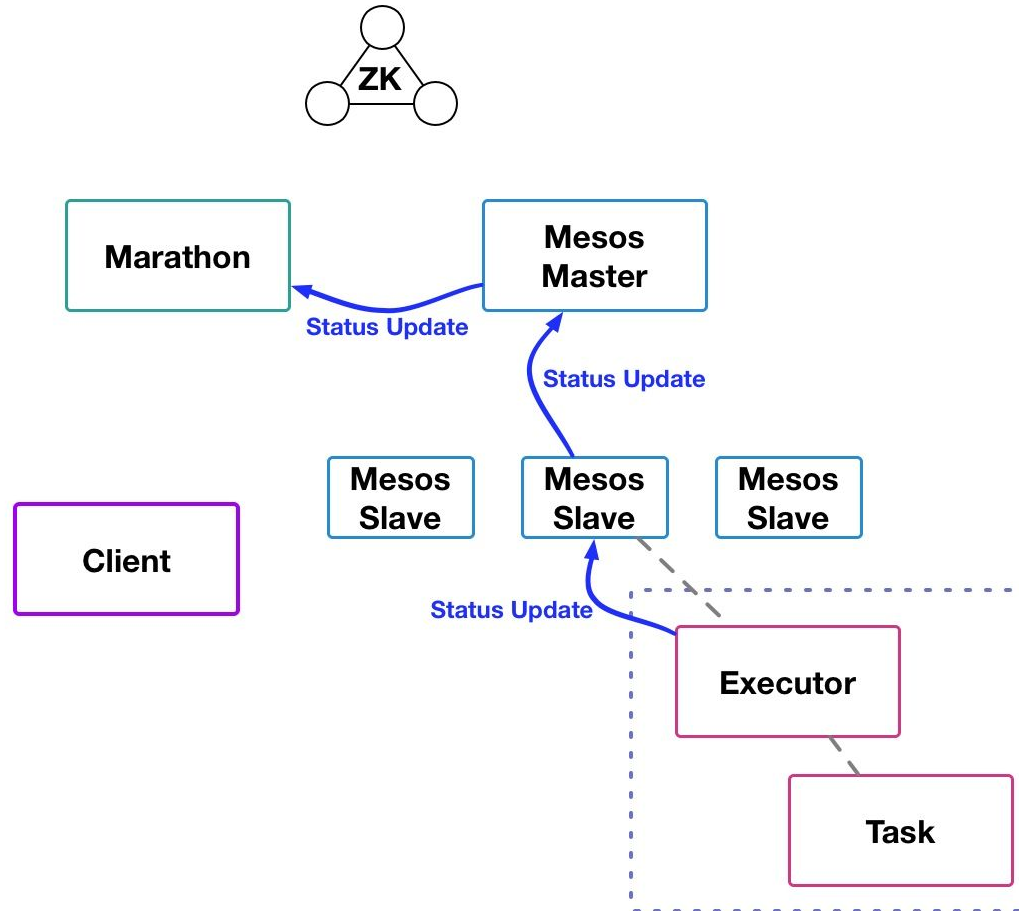 ZK
Marathon
Mesos
Master
Status Update
Status Update
Mesos
Slave
Mesos
Slave
Mesos
Slave
Client
Status Update
Executor
Task